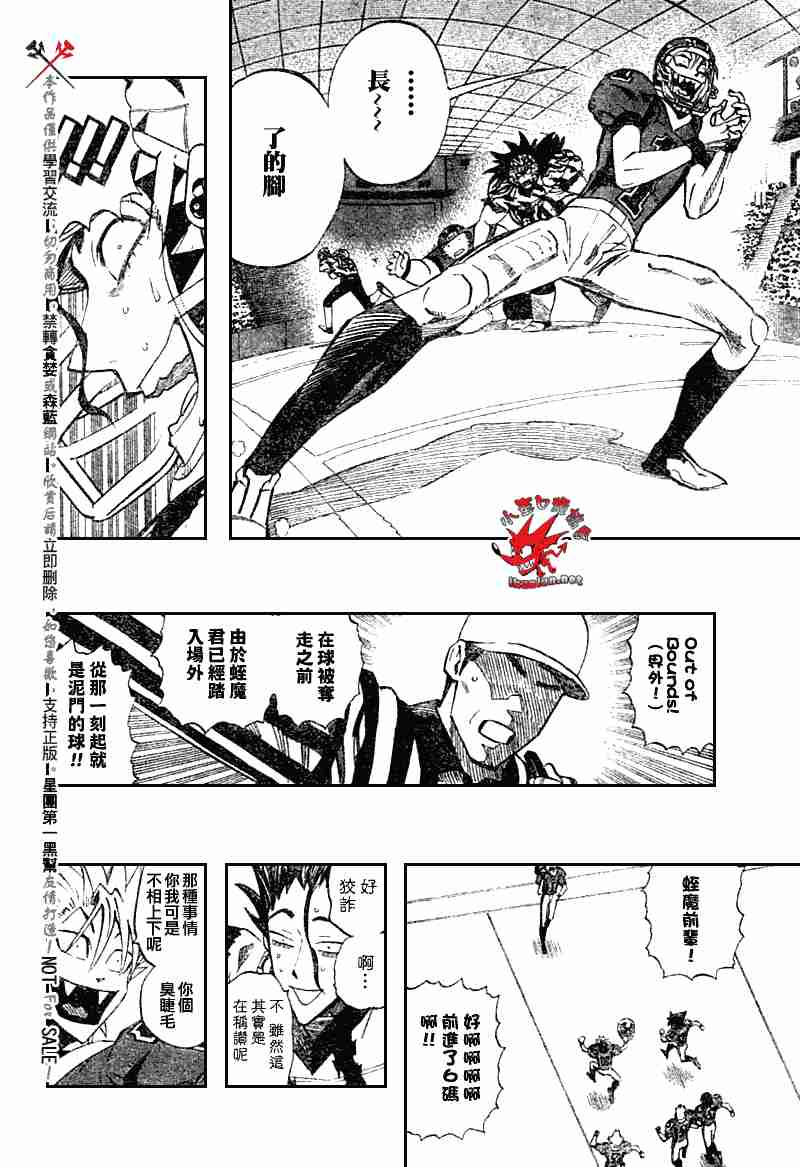 ……
長～～
了的腳
!!!
Out of
Bounds!
（界外！）
在球被奪
走之前
由於蛭魔
君已經踏
入場外
從那一刻起就
是泥門的球!!
蛭魔前輩！
好啊啊啊啊
前進了6碼
啊!!
好
狡詐
啊…
不 雖然這
其實是
在稱讚呢
那種事情
你我可是
不相上下呢
你個
臭睫毛
本作品僅供學習交流，切勿商用，禁轉貪婪或森藍網站。欣賞后請立即刪除，如您喜歡，支持正版。星團第一黑幫友情打造！NOT For SALE